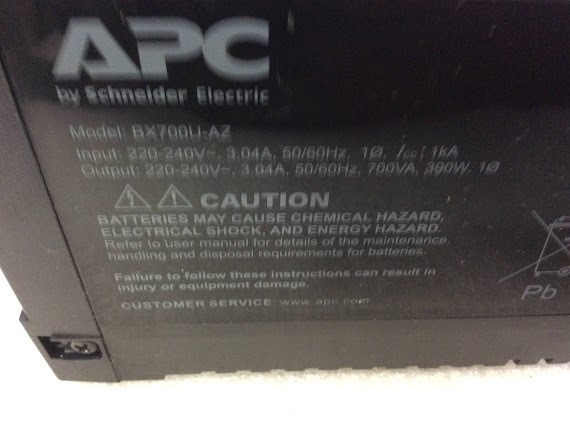 APC
by Schneider Electric
Model: BX700U-AZ
Input: 220-240V~, 3.04A, 50/60Hz, 1Ø, Icc: 1kA
Output: 220-240V~, 3.04A, 50/60Hz, 700VA, 390W, 1Ø
CAUTION
BATTERIES MAY CAUSE CHEMICAL HAZARD,
ELECTRICAL SHOCK, AND ENERGY HAZARD.
Refer to user manual for details of the maintenance,
handling and disposal requirements for batteries.
Failure to follow these instructions can result in
injury or equipment damage.
CUSTOMER SERVICE: www.apc.com
Pb